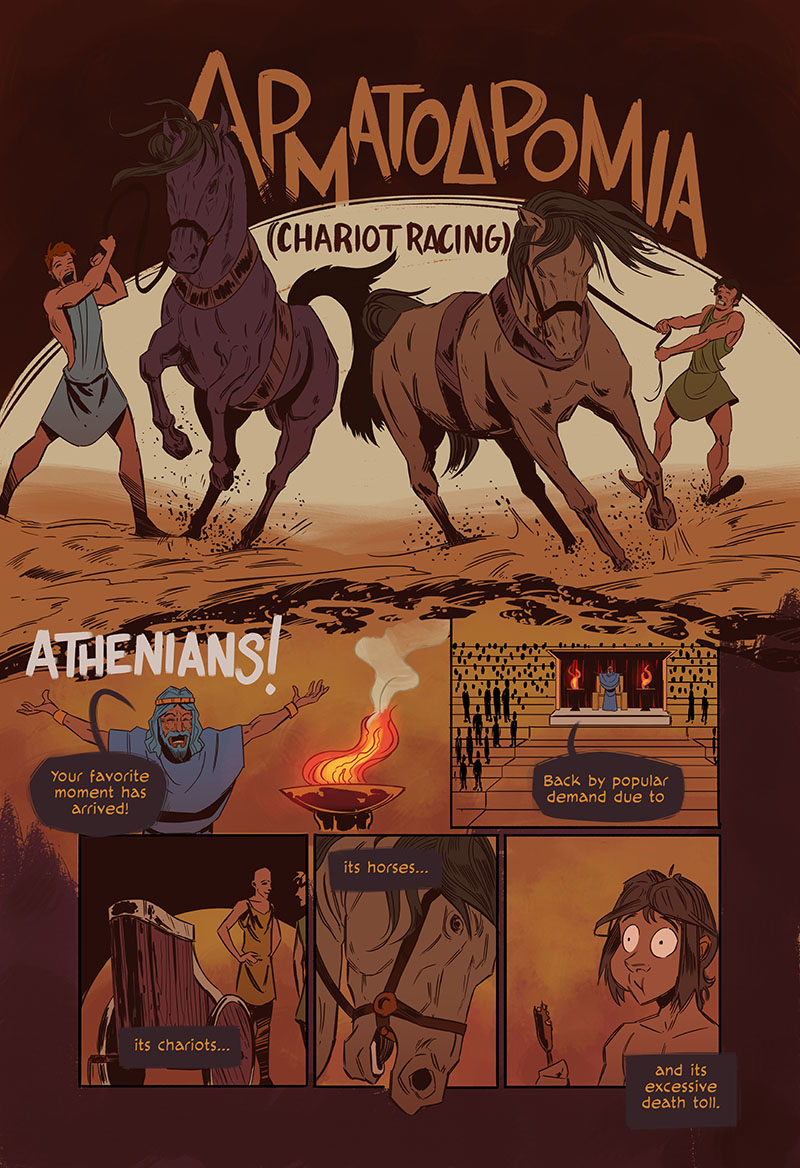 ΑΡΜΑΤΟΔΡΟΜΙΑ
(CHARIOT RACING)
ATHENIANS!
Your favorite
moment has
arrived!
Back by popular
demand due to
its chariots...
its horses...
and its
excessive
death toll.